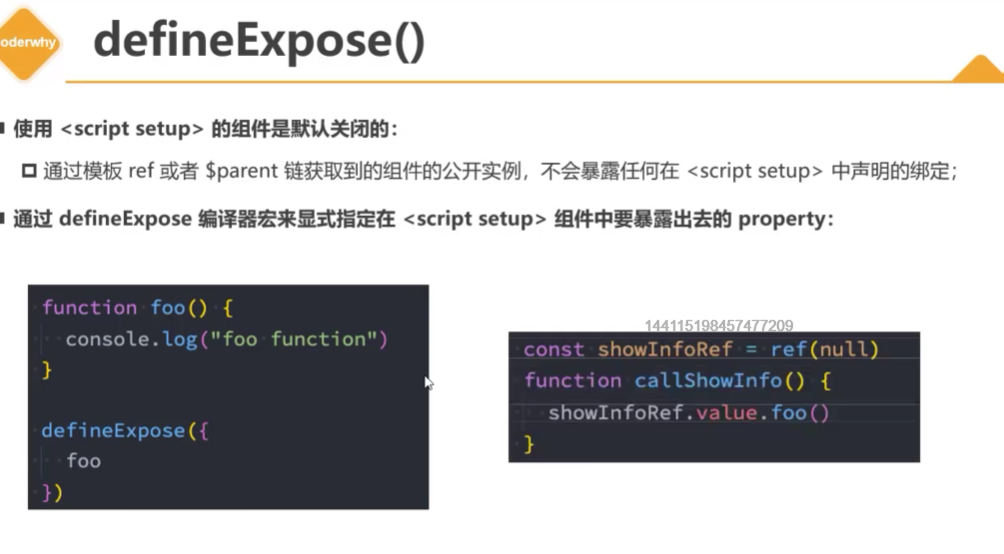 oderwhy
defineExpose()
使用 <script setup> 的组件是默认关闭的：
通过模板 ref 或者 $parent 链获取到的组件的公开实例，不会暴露任何在 <script setup> 中声明的绑定；
通过 defineExpose 编译器宏来显式指定在 <script setup> 组件中要暴露出去的 property：
function foo() {
console.log("foo function")
}
defineExpose({
foo
})
144115198457477209
const showInfoRef = ref(null)
function callShowInfo() {
showInfoRef.value.foo()
}